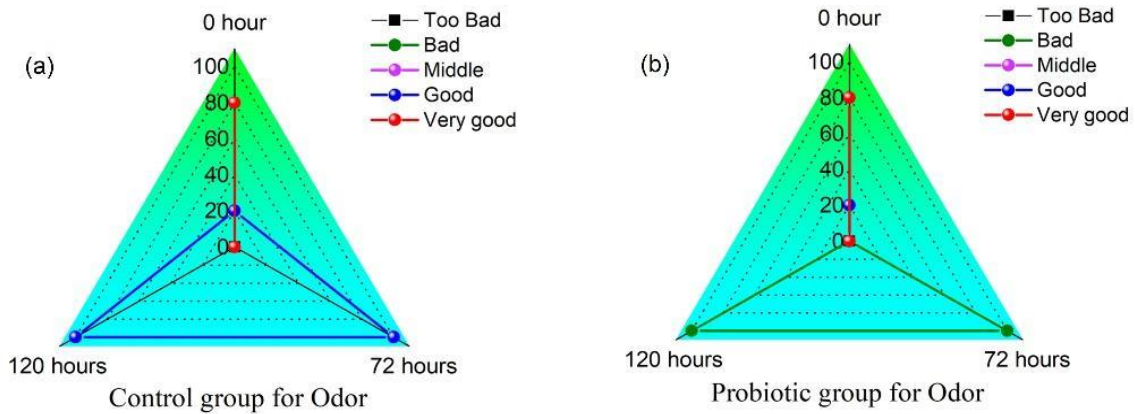 (a)
0 hour
Too Bad
Bad
Middle
Good
Very good
100
80
60
40
20
0
120 hours
72 hours
Control group for Odor
(b)
0 hour
Too Bad
Bad
Middle
Good
Very good
100
80
60
40
20
0
120 hours
72 hours
Probiotic group for Odor